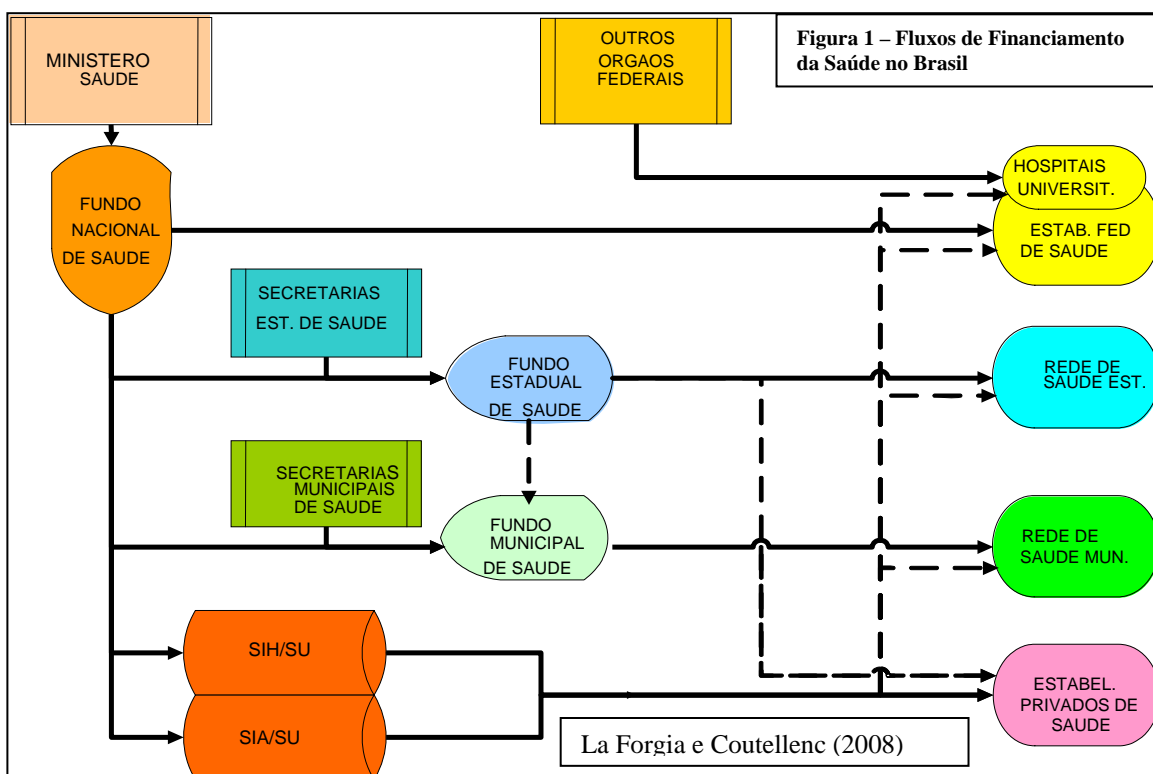 MINISTERO
SAUDE
OUTROS
ORGAOS
FEDERAIS
Figura 1 – Fluxos de Financiamento
da Saúde no Brasil
HOSPITAIS
UNIVERSIT.
FUNDO
NACIONAL
DE SAUDE
ESTAB. FED
DE SAUDE
SECRETARIAS
EST. DE SAUDE
FUNDO
ESTADUAL
DE SAUDE
REDE DE
SAUDE EST.
SECRETARIAS
MUNICIPAIS
DE SAUDE
FUNDO
MUNICIPAL
DE SAUDE
REDE DE
SAUDE MUN.
SIH/SU
SIA/SU
ESTABEL.
PRIVADOS DE
SAUDE
La Forgia e Coutellenc (2008)